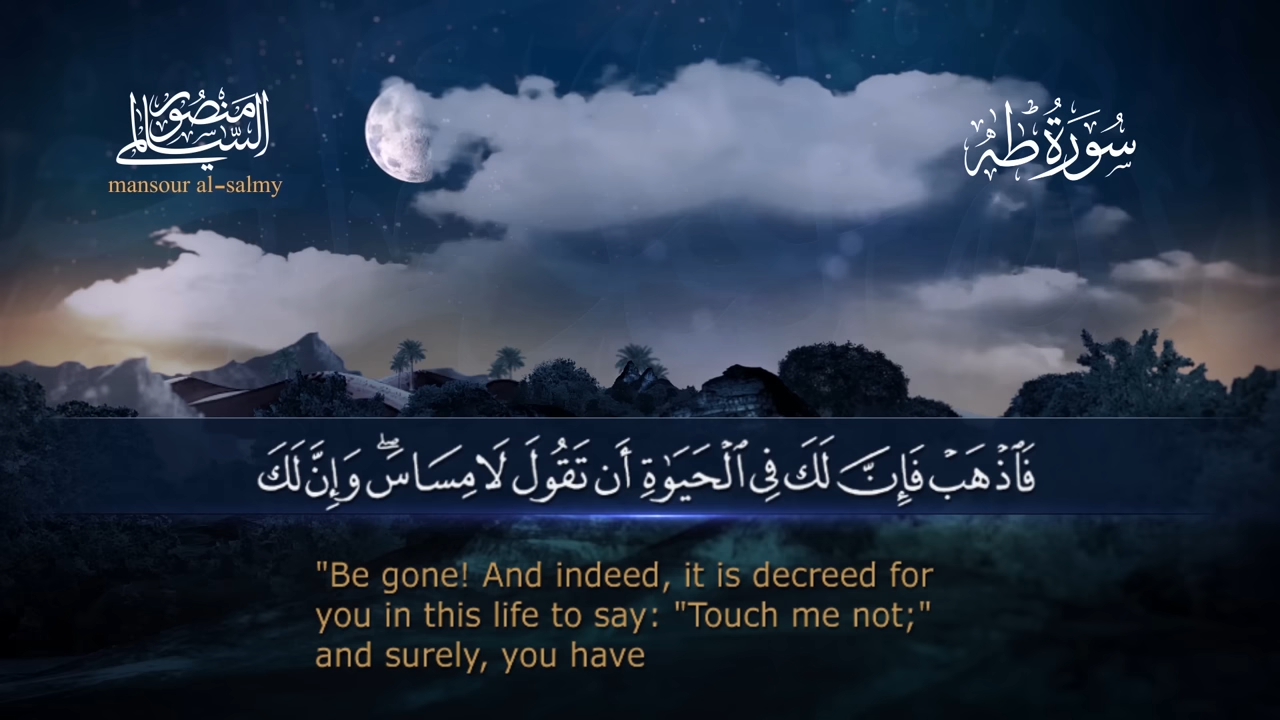 منصور السالمي
mansour al-salmy
سُورَةُ طه
فَٱذْهَبْ فَإِنَّ لَكَ فِى ٱلْحَيَوٰةِ أَن تَقُولَ لَا مِسَاسَ ۖ وَإِنَّ لَكَ
"Be gone! And indeed, it is decreed for
you in this life to say: "Touch me not;"
and surely, you have